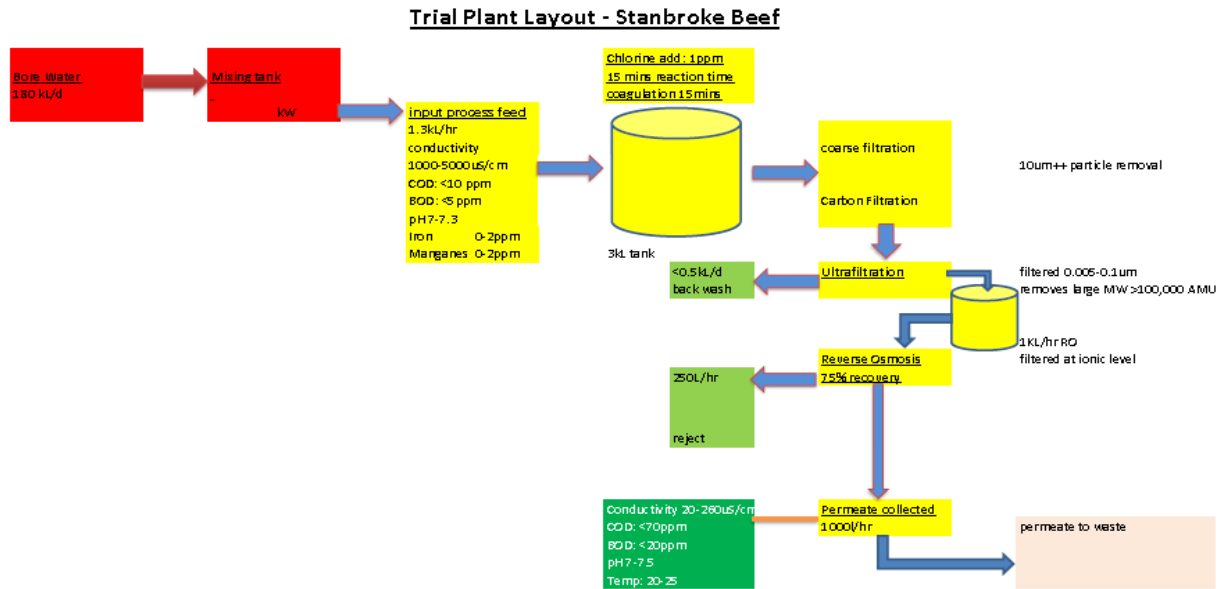 Trial Plant Layout - Stanbroke Beef
Bore Water
180 kL/d
Mixing tank
-
kW
input process feed
1.3kL/hr
conductivity
1000-5000uS/cm
COD: <10 ppm
BOD: <5 ppm
pH 7-7.3
Iron 0-2ppm
Manganes 0-2ppm
Chlorine add: 1ppm
15 mins reaction time
coagulation 15mins
3kL tank
coarse filtration
Carbon Filtration
10um++ particle removal
<0.5kL/d
back wash
Ultrafiltration
filtered 0.005-0.1um
removes large MW >100,000 AMU
1KL/hr RO
filtered at ionic level
Reverse Osmosis
75% recovery
250L/hr
reject
Conductivity 20-260uS/cm
COD: <70ppm
BOD: <20ppm
pH 7-7.5
Temp: 20-25
Permeate collected
1000l/hr
permeate to waste